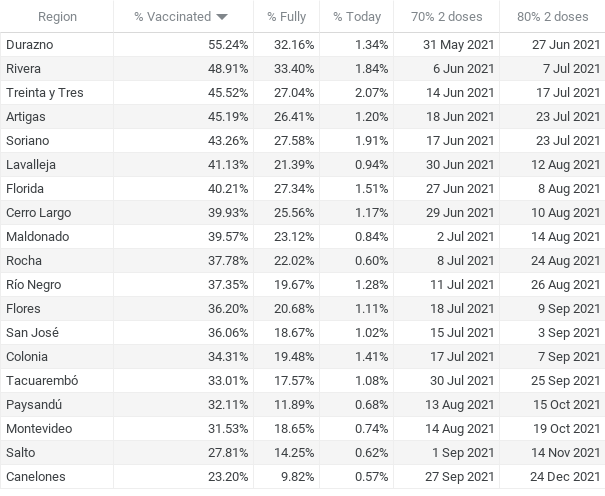 Region % Vaccinated % Fully % Today 70% 2 doses 80% 2 doses
Durazno 55.24% 32.16% 1.34% 31 May 2021 27 Jun 2021
Rivera 48.91% 33.40% 1.84% 6 Jun 2021 7 Jul 2021
Treinta y Tres 45.52% 27.04% 2.07% 14 Jun 2021 17 Jul 2021
Artigas 45.19% 26.41% 1.20% 18 Jun 2021 23 Jul 2021
Soriano 43.26% 27.58% 1.91% 17 Jun 2021 23 Jul 2021
Lavalleja 41.13% 21.39% 0.94% 30 Jun 2021 12 Aug 2021
Florida 40.21% 27.34% 1.51% 27 Jun 2021 8 Aug 2021
Cerro Largo 39.93% 25.56% 1.17% 29 Jun 2021 10 Aug 2021
Maldonado 39.57% 23.12% 0.84% 2 Jul 2021 14 Aug 2021
Rocha 37.78% 22.02% 0.60% 8 Jul 2021 24 Aug 2021
Río Negro 37.35% 19.67% 1.28% 11 Jul 2021 26 Aug 2021
Flores 36.20% 20.68% 1.11% 18 Jul 2021 9 Sep 2021
San José 36.06% 18.67% 1.02% 15 Jul 2021 3 Sep 2021
Colonia 34.31% 19.48% 1.41% 17 Jul 2021 7 Sep 2021
Tacuarembó 33.01% 17.57% 1.08% 30 Jul 2021 25 Sep 2021
Paysandú 32.11% 11.89% 0.68% 13 Aug 2021 15 Oct 2021
Montevideo 31.53% 18.65% 0.74% 14 Aug 2021 19 Oct 2021
Salto 27.81% 14.25% 0.62% 1 Sep 2021 14 Nov 2021
Canelones 23.20% 9.82% 0.57% 27 Sep 2021 24 Dec 2021